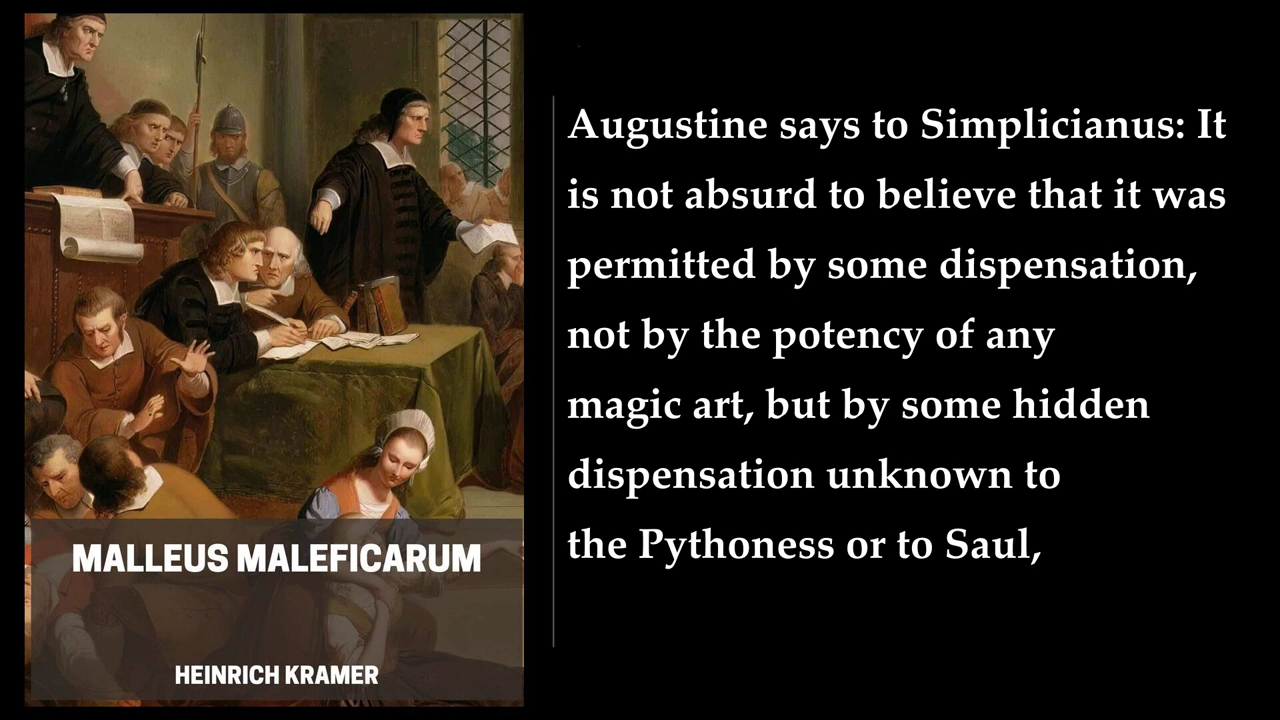 MALLEUS MALEFICARUM
HEINRICH KRAMER
Augustine says to Simplicianus: It
is not absurd to believe that it was
permitted by some dispensation,
not by the potency of any
magic art, but by some hidden
dispensation unknown to
the Pythoness or to Saul,